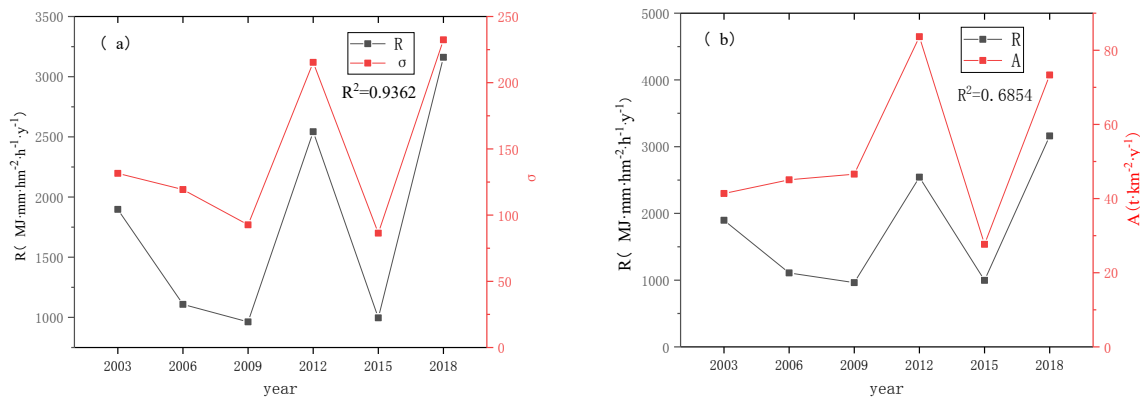 ( a)
R
σ
R²=0.9362
3500
3000
2500
2000
1500
1000
R( MJ·mm·hm⁻²·h⁻¹·y⁻¹)
250
200
150
100
50
0
σ
2003 2006 2009 2012 2015 2018
year
( b)
R
A
R²=0.6854
5000
4000
3000
2000
1000
0
R( MJ·mm·hm⁻²·h⁻¹·y⁻¹)
80
60
40
20
0
A(t·km⁻²·y⁻¹)
2003 2006 2009 2012 2015 2018
year